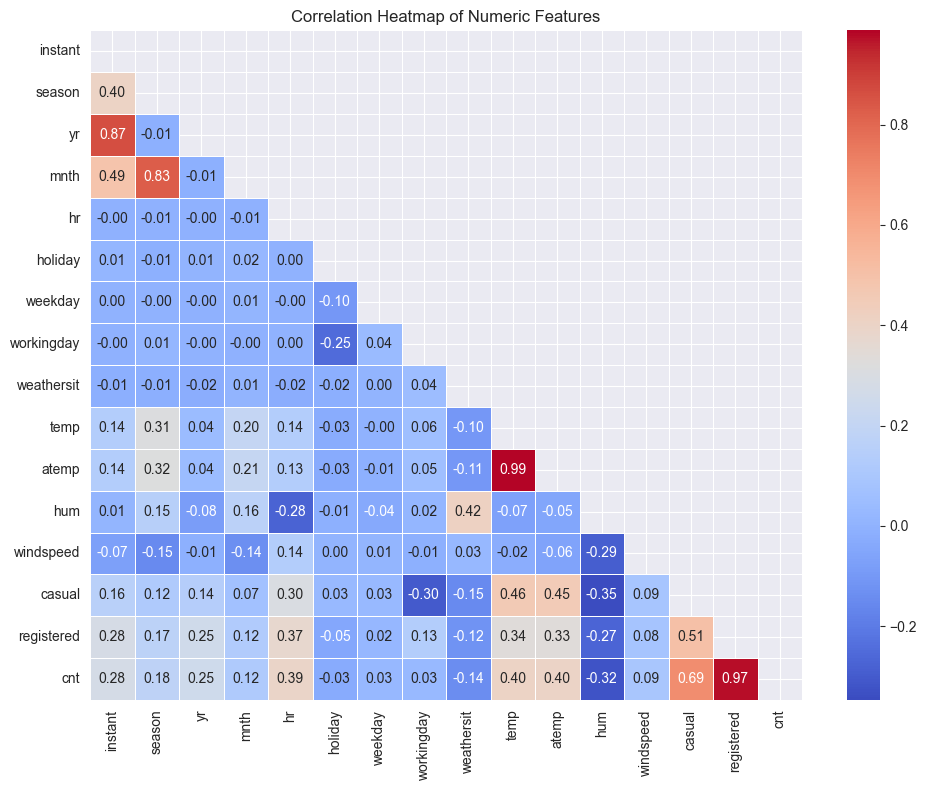 Correlation Heatmap of Numeric Features
instant
season 0.40
yr 0.87 -0.01
mnth 0.49 0.83 -0.01
hr -0.00 -0.01 -0.00 -0.01
holiday 0.01 -0.01 0.01 0.02 0.00
weekday 0.00 -0.00 -0.00 0.01 -0.00 -0.10
workingday -0.00 0.01 -0.00 -0.00 0.00 -0.25 0.04
weathersit -0.01 -0.01 -0.02 0.01 -0.02 -0.02 0.00 0.04
temp 0.14 0.31 0.04 0.20 0.14 -0.03 -0.00 0.06 -0.10
atemp 0.14 0.32 0.04 0.21 0.13 -0.03 -0.01 0.05 -0.11 0.99
hum 0.01 0.15 -0.08 0.16 -0.28 -0.01 -0.04 0.02 0.42 -0.07 -0.05
windspeed -0.07 -0.15 -0.01 -0.14 0.14 0.00 0.01 -0.01 0.03 -0.02 -0.06 -0.29
casual 0.16 0.12 0.14 0.07 0.30 0.03 0.03 -0.30 -0.15 0.46 0.45 -0.35 0.09
registered 0.28 0.17 0.25 0.12 0.37 -0.05 0.02 0.13 -0.12 0.34 0.33 -0.27 0.08 0.51
cnt 0.28 0.18 0.25 0.12 0.39 -0.03 0.03 0.03 -0.14 0.40 0.40 -0.32 0.09 0.69 0.97
instant season yr mnth hr holiday weekday workingday weathersit temp atemp hum windspeed casual registered cnt
0.8
0.6
0.4
0.2
0.0
−0.2